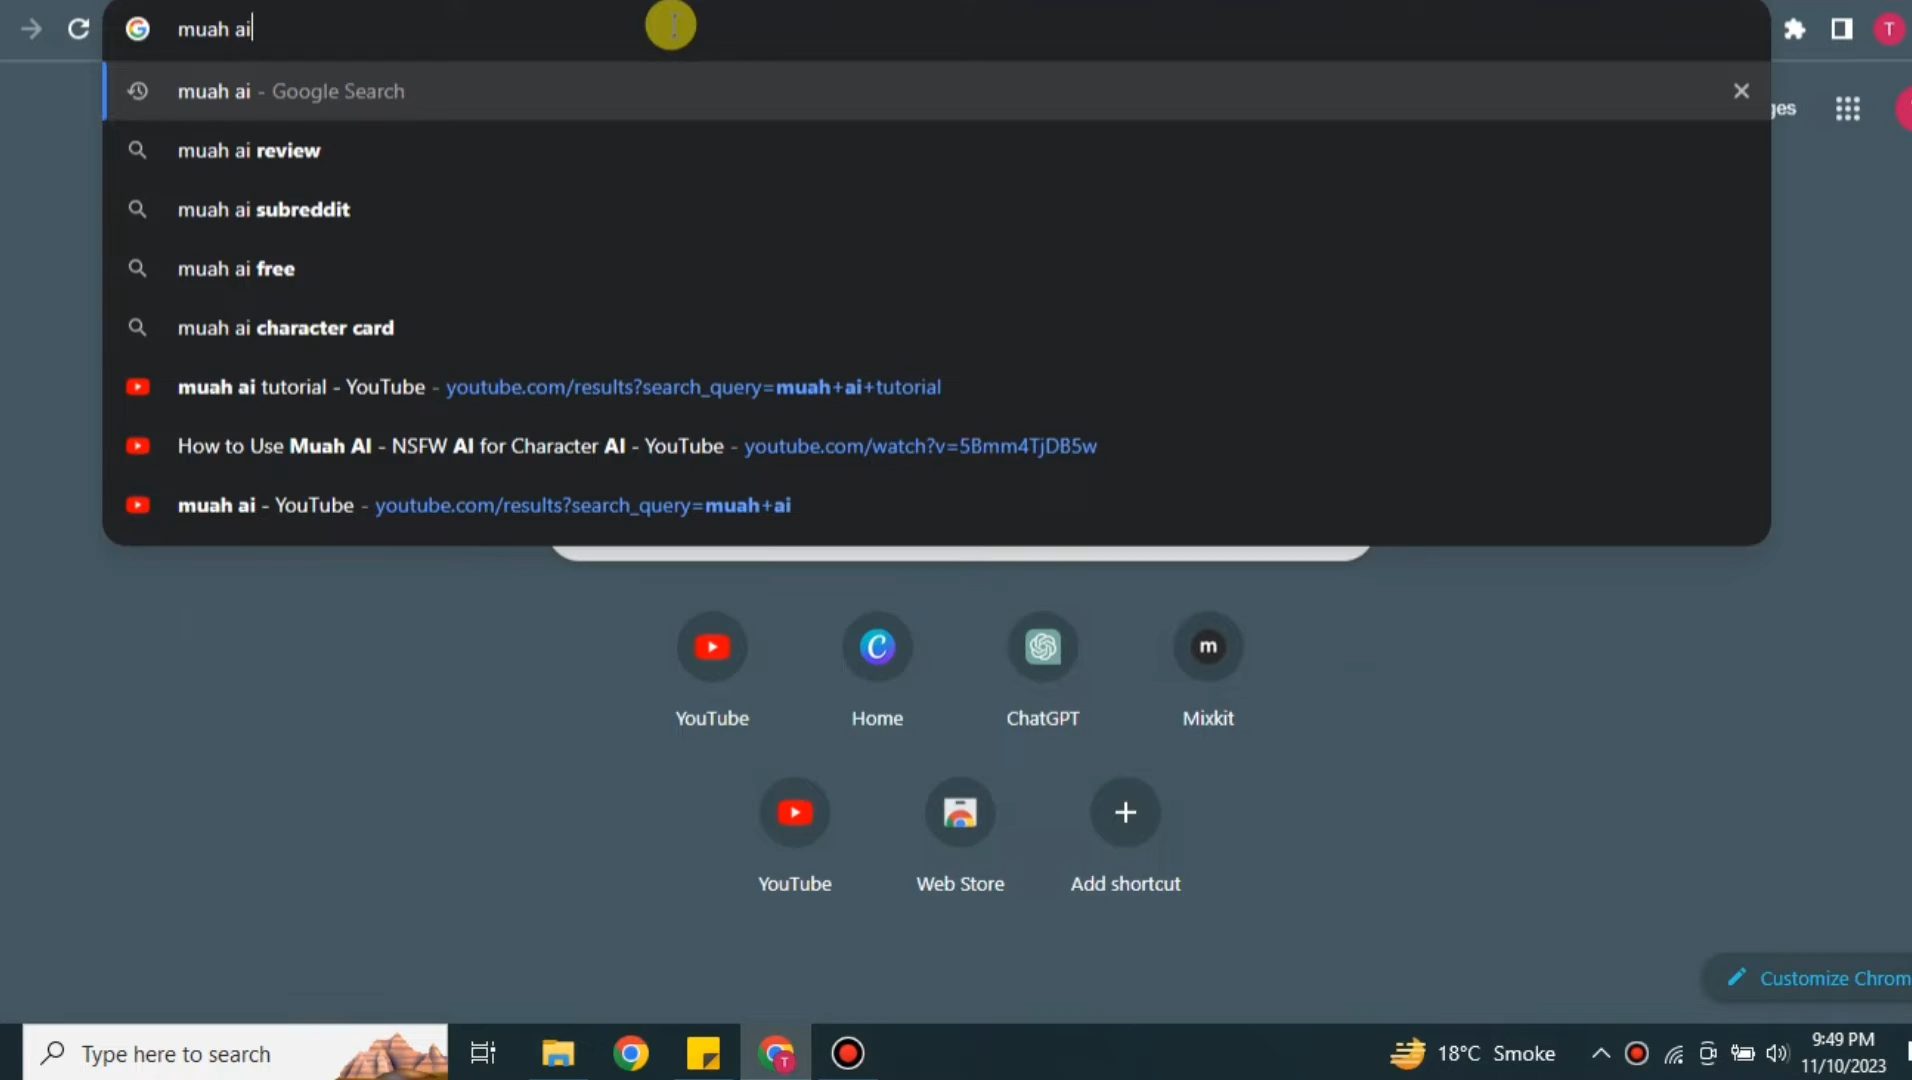 muah ai
T
muah ai - Google Search
ges
muah ai review
muah ai subreddit
muah ai free
muah ai character card
muah ai tutorial - YouTube - youtube.com/results?search_query=muah+ai+tutorial
How to Use Muah AI - NSFW AI for Character AI - YouTube - youtube.com/watch?v=5Bmm4TjDB5w
muah ai - YouTube - youtube.com/results?search_query=muah+ai
C
m
YouTube
Home
ChatGPT
Mixkit
YouTube
Web Store
Add shortcut
Customize Chrom
Type here to search
T
18°C Smoke
9:49 PM
11/10/2023